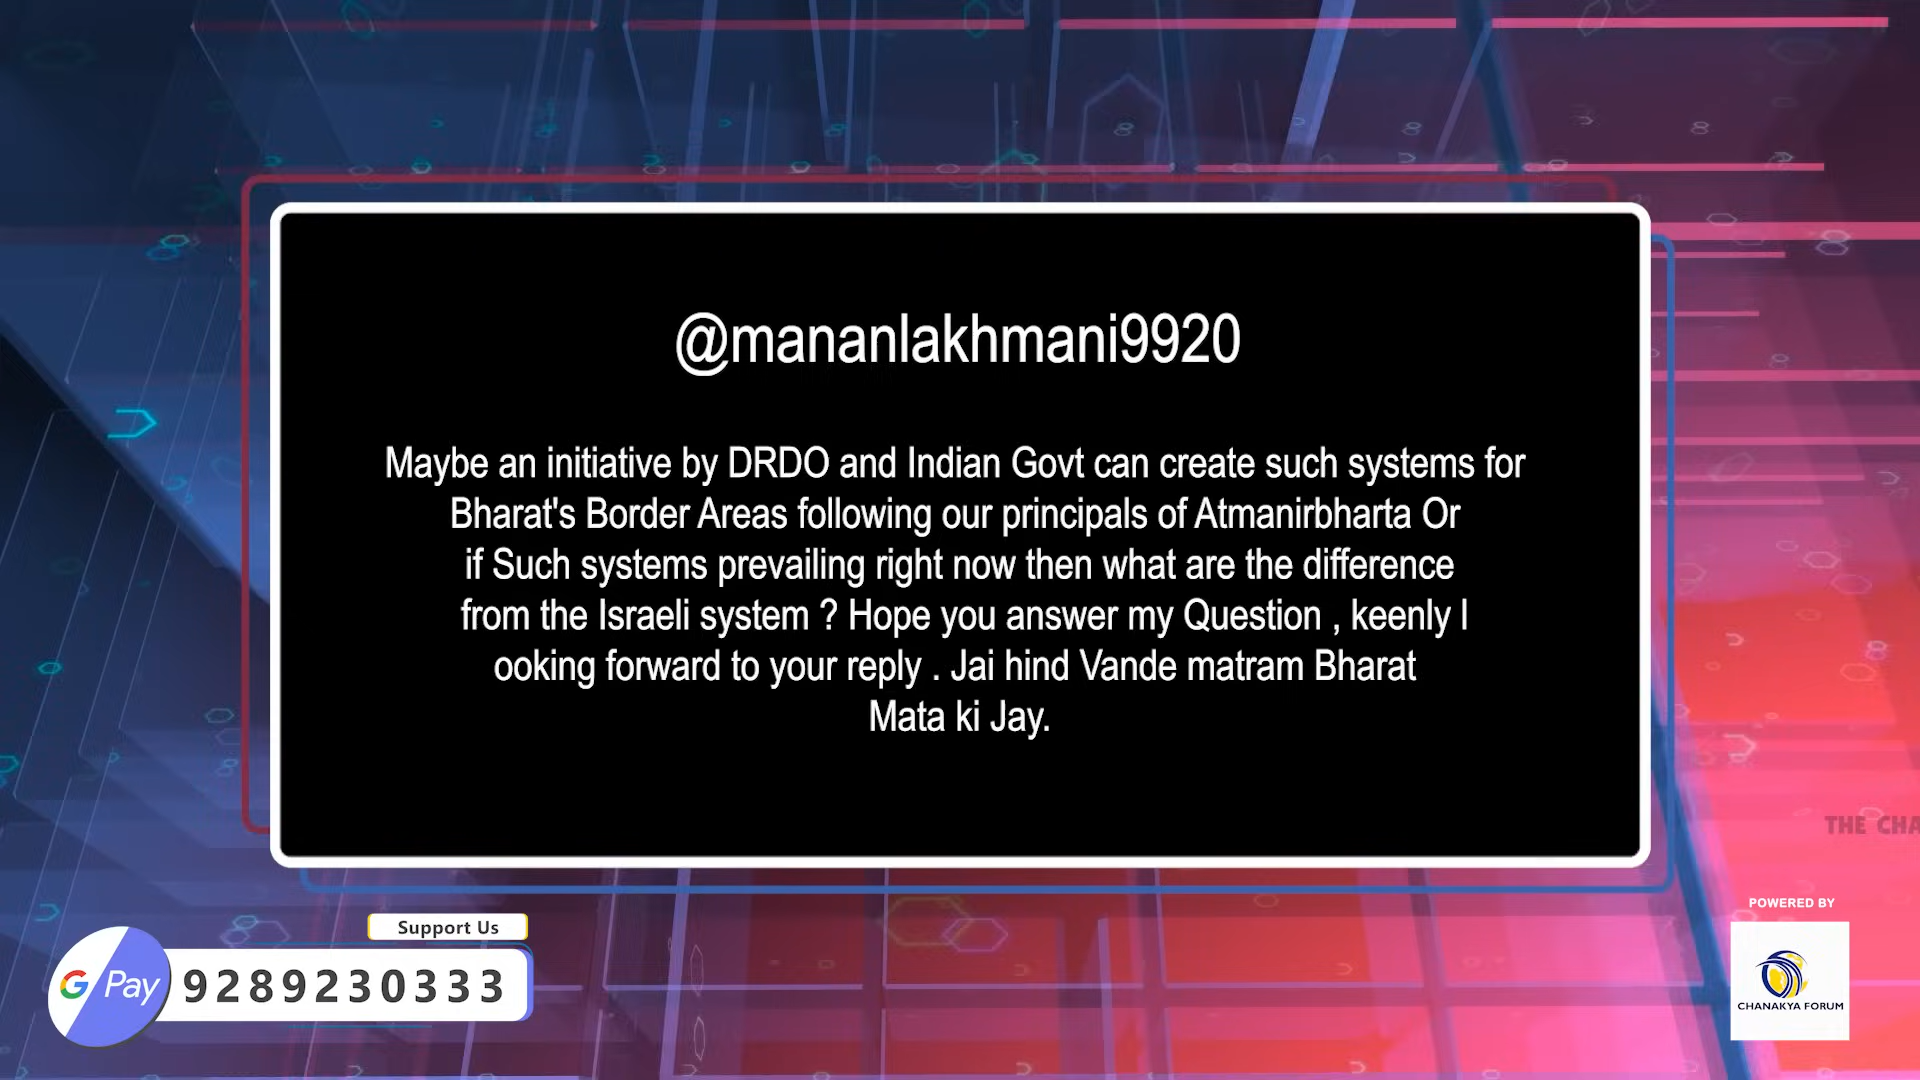 @mananlakhmani9920
Maybe an initiative by DRDO and Indian Govt can create such systems for
Bharat's Border Areas following our principals of Atmanirbharta Or
if Such systems prevailing right now then what are the difference
from the Israeli system ? Hope you answer my Question , keenly l
ooking forward to your reply . Jai hind Vande matram Bharat
Mata ki Jay.
THE CHA
POWERED BY
Support Us
G Pay 9289230333
CHANAKYA FORUM